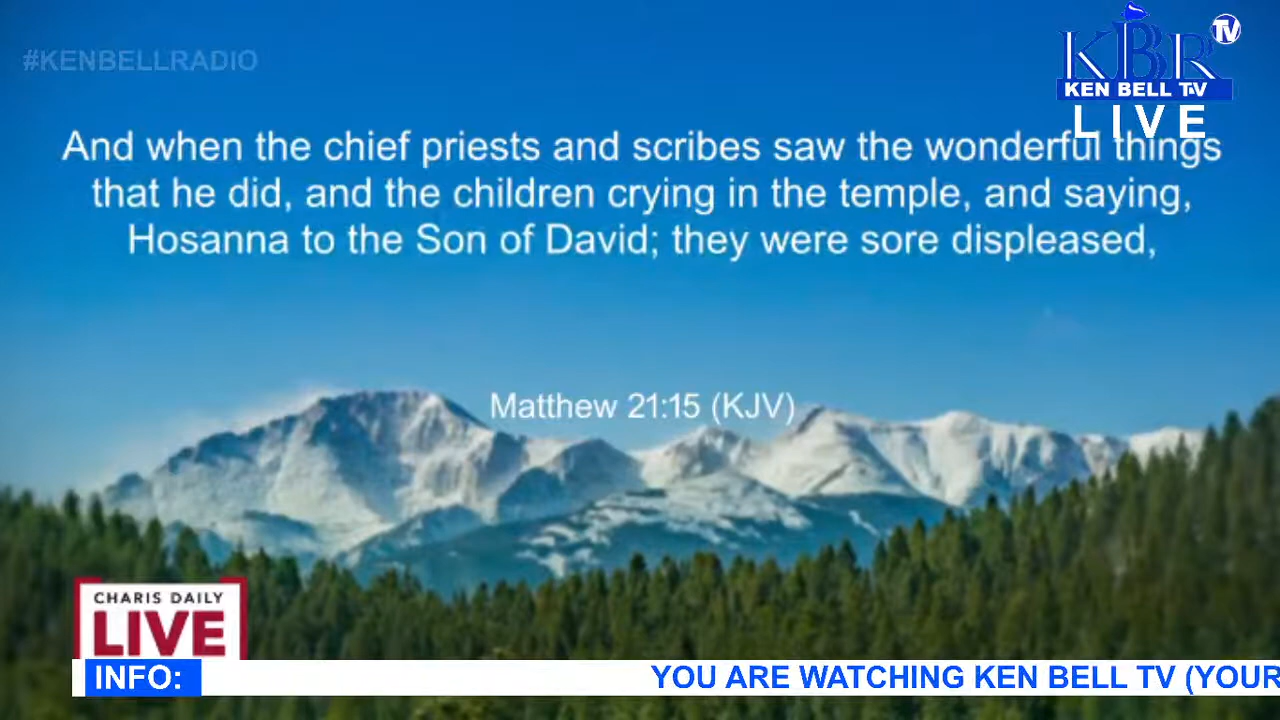 #KENBELLRADIO
KBR TV
KEN BELL TV
LIVE
And when the chief priests and scribes saw the wonderful things
that he did, and the children crying in the temple, and saying,
Hosanna to the Son of David; they were sore displeased,
Matthew 21:15 (KJV)
CHARIS DAILY
LIVE
INFO:
YOU ARE WATCHING KEN BELL TV (YOUR